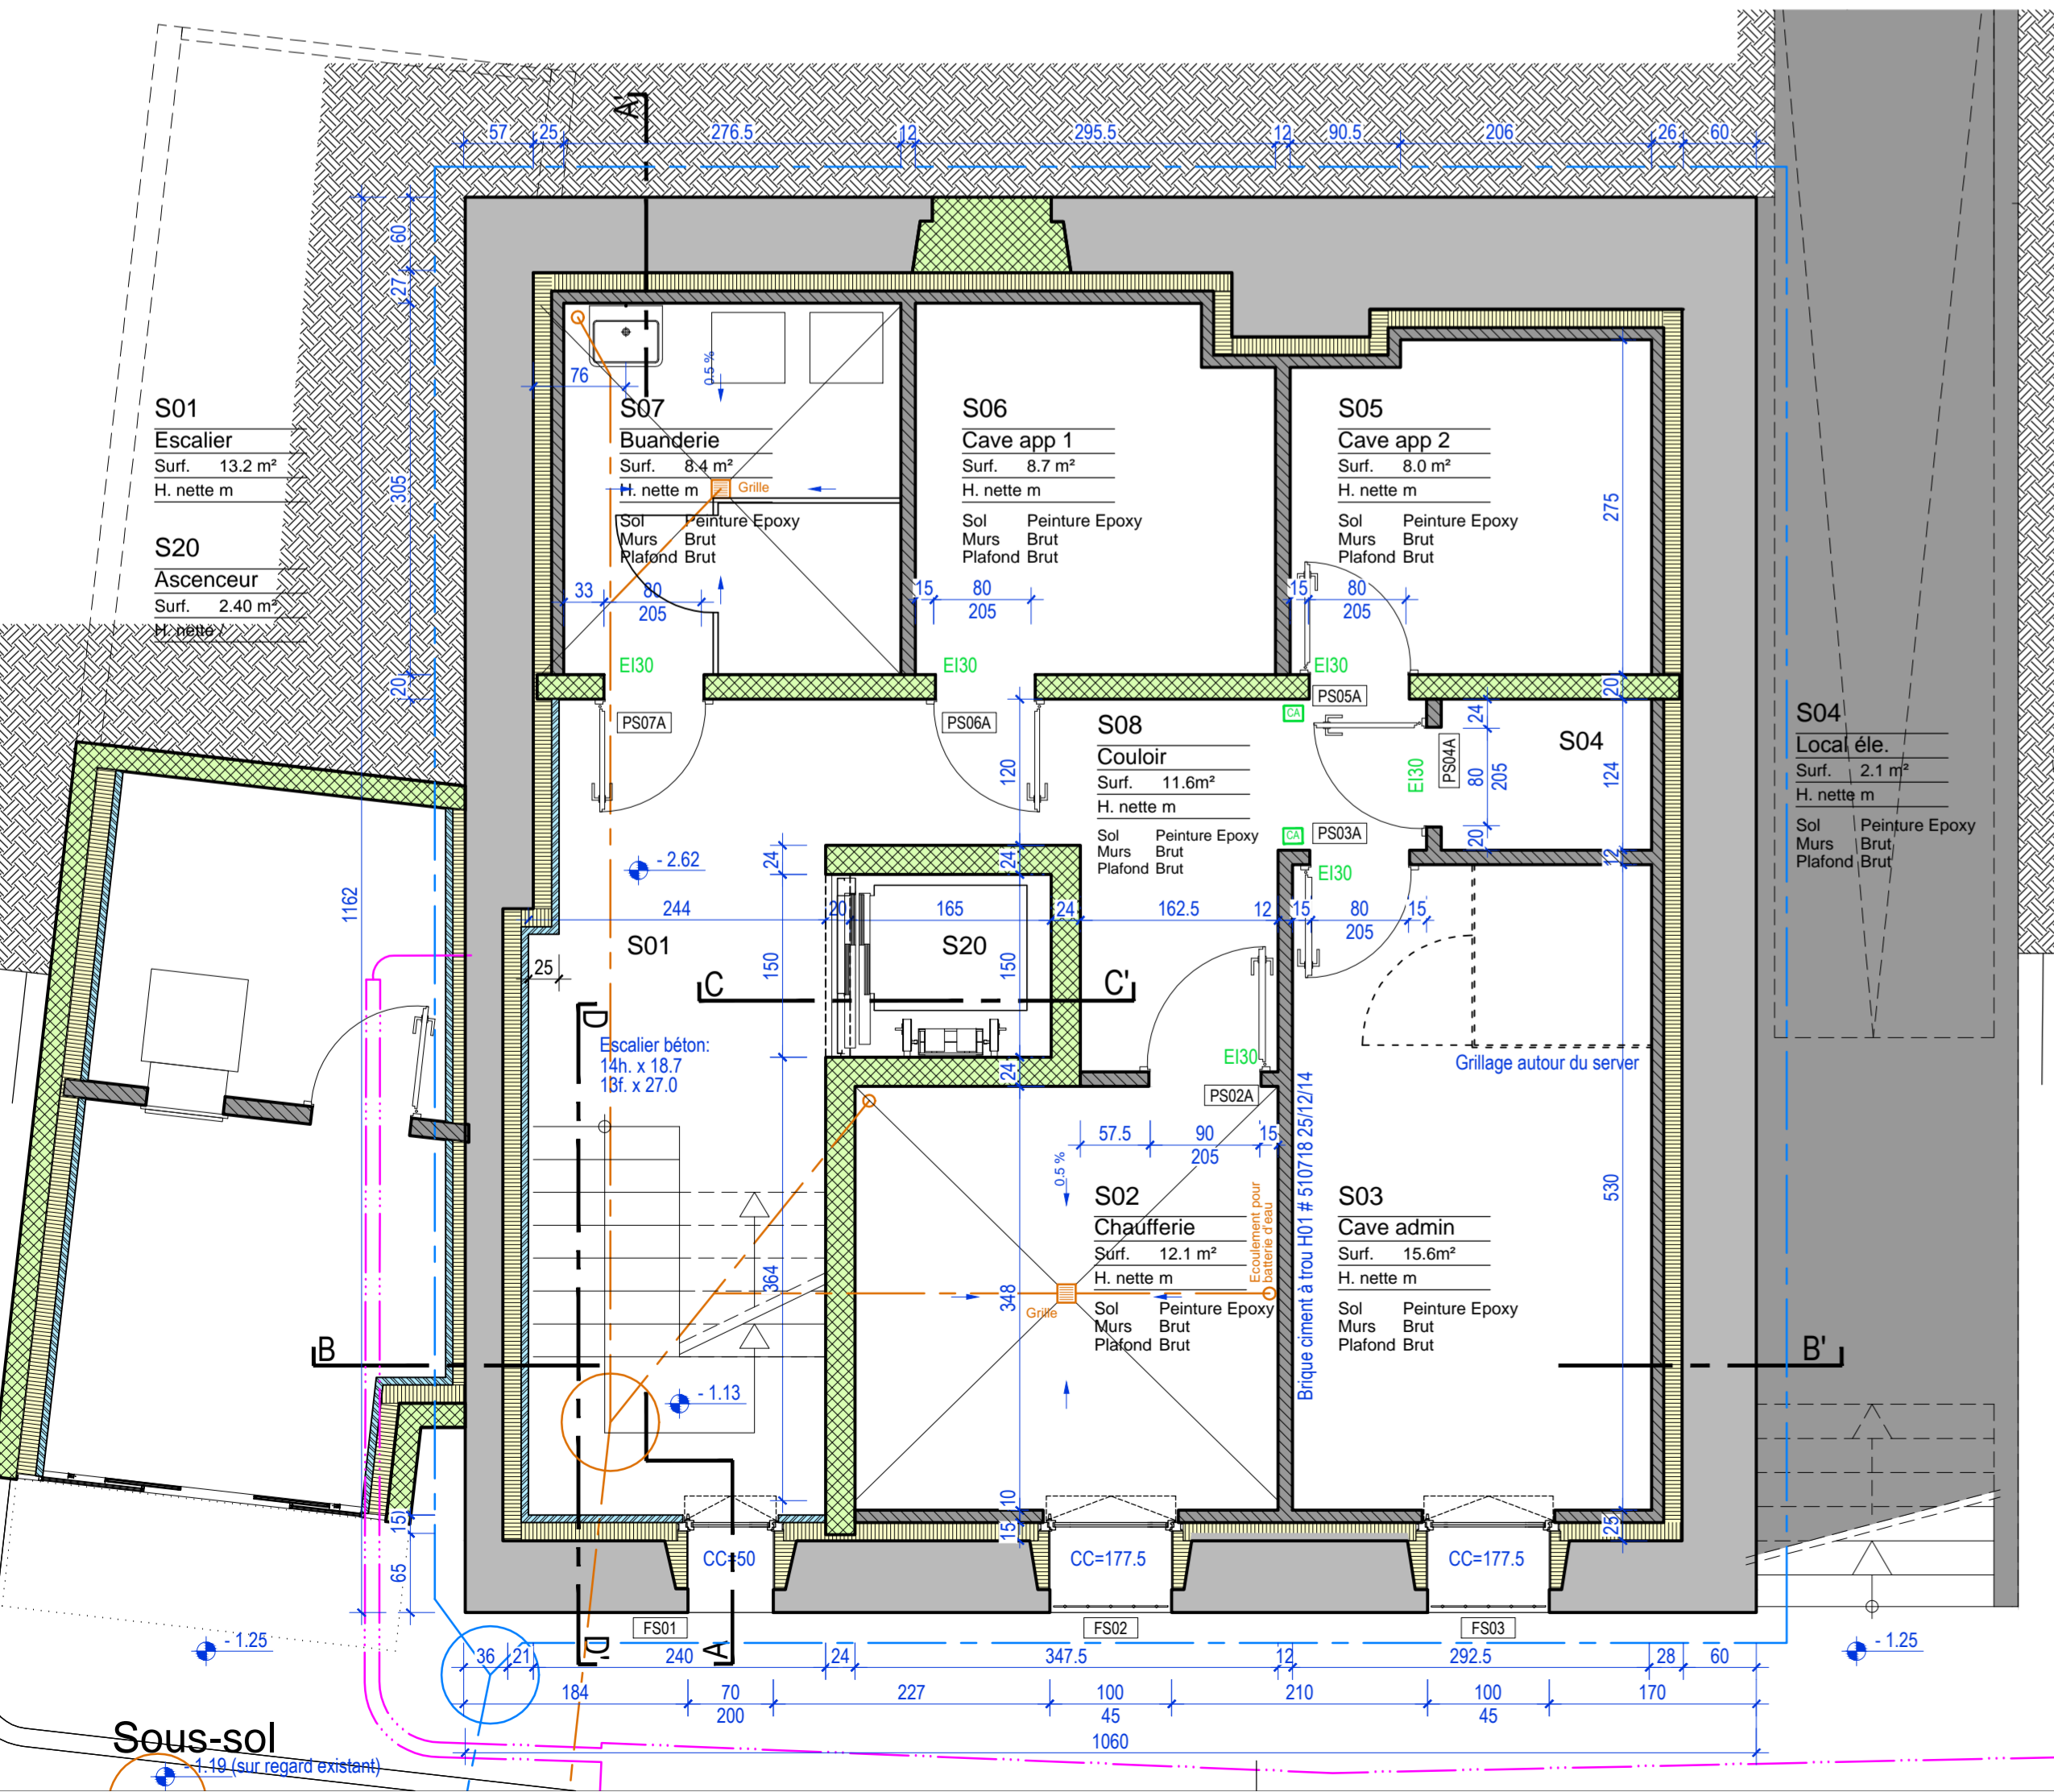 A'
57 25 276.5 12 295.5 12 90.5 206 26 60
60
27
305
20
1162
150
65
S01
Escalier
Surf. 13.2 m²
H. nette m
S20
Ascenceur
Surf. 2.40 m²
H. nette /
76
0.5 %
S07
Buanderie
Surf. 8.4 m²
H. nette m
Grille
Sol Peinture Epoxy
Murs Brut
Plafond Brut
33 80
205
EI30
PS07A
S06
Cave app 1
Surf. 8.7 m²
H. nette m
Sol Peinture Epoxy
Murs Brut
Plafond Brut
15 80
205
EI30
PS06A
S05
Cave app 2
Surf. 8.0 m²
H. nette m
Sol Peinture Epoxy
Murs Brut
Plafond Brut
275
15 80
205
EI30
PS05A
20
CA
S08
Couloir
Surf. 11.6m²
H. nette m
Sol Peinture Epoxy
Murs Brut
Plafond Brut
120
24
CA
PS03A
EI30
EI30
PS04A
24
80
205
20
S04
124
12
S04
Local éle.
Surf. 2.1 m²
H. nette m
Sol Peinture Epoxy
Murs Brut
Plafond Brut
- 2.62
24
244 20 165 24 162.5 12 15 80 15
205
S01
S20
25
150
150
C
C'
D
Escalier béton:
14h. x 18.7
13f. x 27.0
24
EI30
PS02A
Grillage autour du server
57.5 90 15
205
0.5 %
Brique ciment à trou H01 # 510718 25/12/14
530
S02
Chaufferie
Surf. 12.1 m²
H. nette m
Sol Peinture Epoxy
Murs Brut
Plafond Brut
Ecoulement pour
batterie d'eau
Grille
364
348
S03
Cave admin
Surf. 15.6m²
H. nette m
Sol Peinture Epoxy
Murs Brut
Plafond Brut
B
B'
- 1.13
10
15
25
CC=50
CC=177.5
CC=177.5
FS01
FS02
FS03
D'
A
- 1.25
- 1.25
36 21 240 24 347.5 12 292.5 28 60
184 70 227 100 210 100 170
200 45 45
1060
Sous-sol
- 1.19 (sur regard existant)